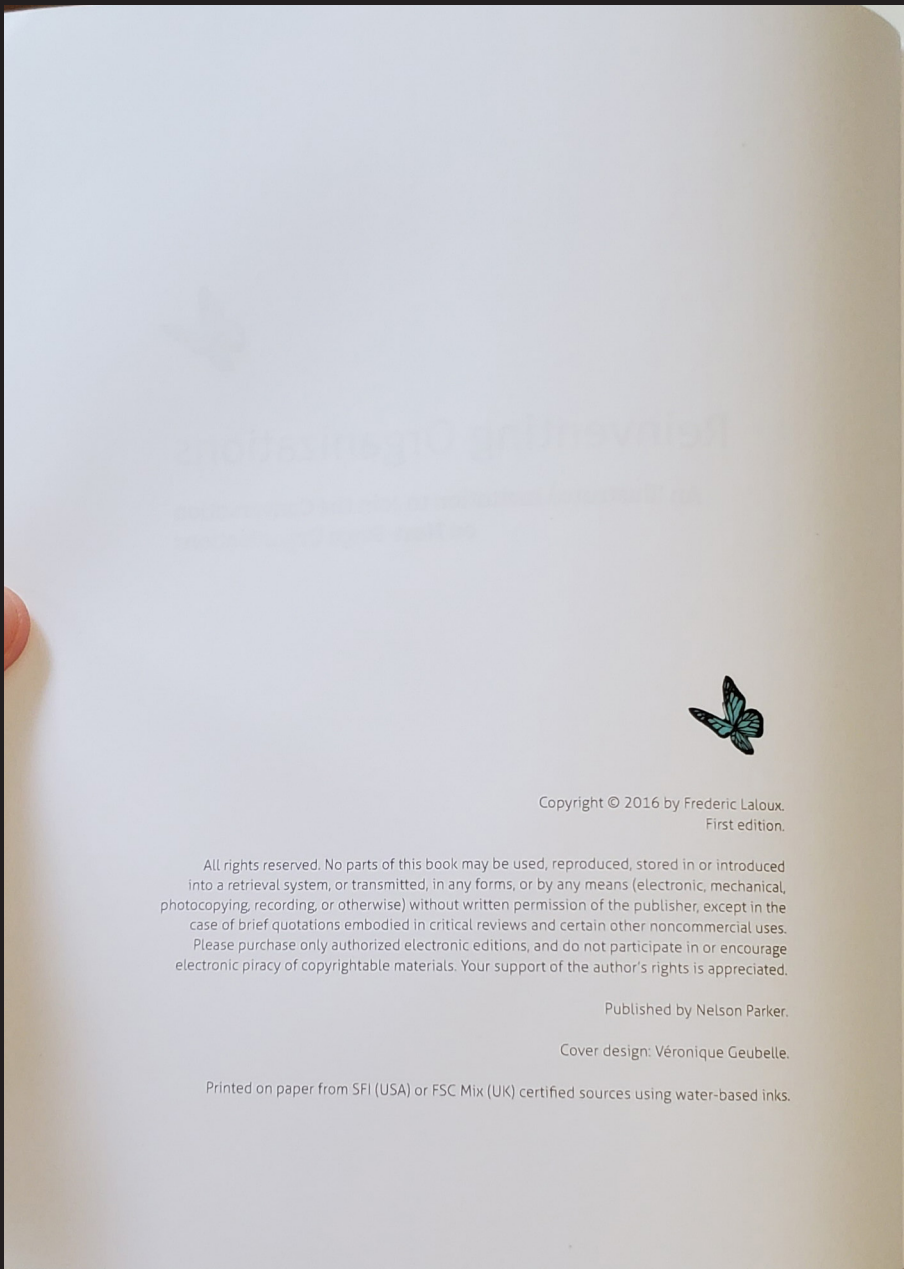 Reinventing Organizations
Copyright © 2016 by Frederic Laloux.
First edition.
All rights reserved. No parts of this book may be used, reproduced, stored in or introduced
into a retrieval system, or transmitted, in any forms, or by any means (electronic, mechanical,
photocopying, recording, or otherwise) without written permission of the publisher, except in the
case of brief quotations embodied in critical reviews and certain other noncommercial uses.
Please purchase only authorized electronic editions, and do not participate in or encourage
electronic piracy of copyrightable materials. Your support of the author's rights is appreciated.
Published by Nelson Parker.
Cover design: Véronique Geubelle.
Printed on paper from SFI (USA) or FSC Mix (UK) certified sources using water-based inks.